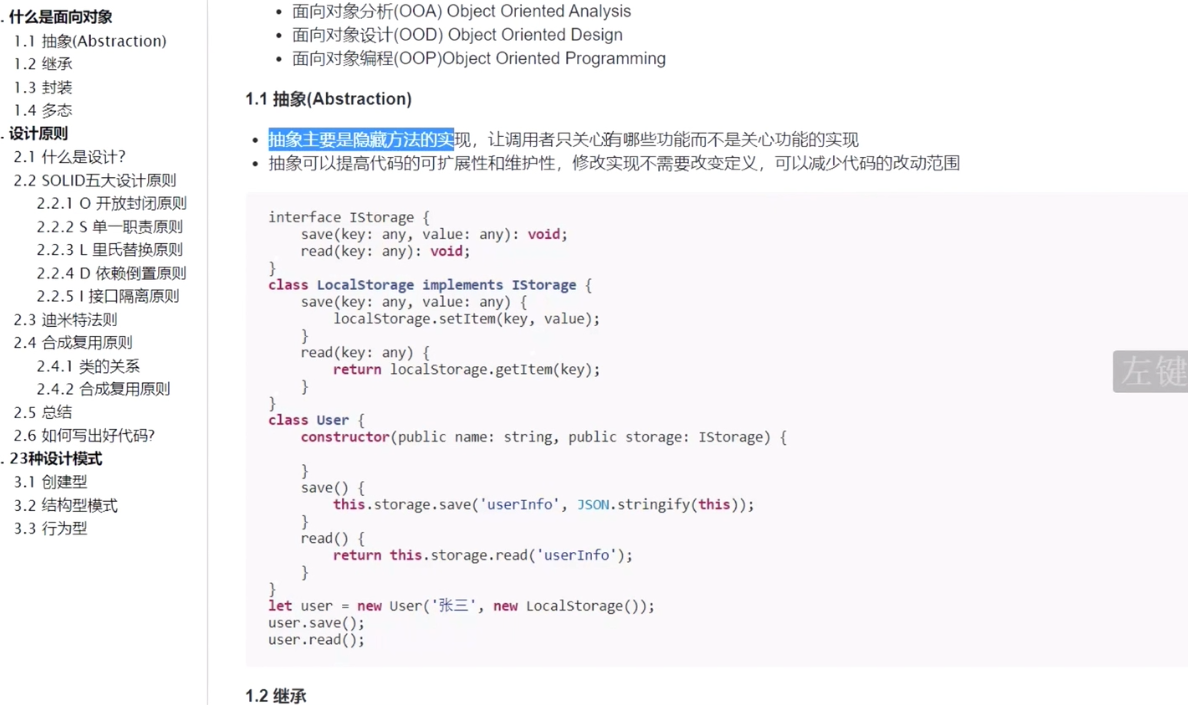 . 什么是面向对象
1.1 抽象(Abstraction)
1.2 继承
1.3 封装
1.4 多态
. 设计原则
2.1 什么是设计?
2.2 SOLID五大设计原则
2.2.1 O 开放封闭原则
2.2.2 S 单一职责原则
2.2.3 L 里氏替换原则
2.2.4 D 依赖倒置原则
2.2.5 I 接口隔离原则
2.3 迪米特法则
2.4 合成复用原则
2.4.1 类的关系
2.4.2 合成复用原则
2.5 总结
2.6 如何写出好代码?
. 23种设计模式
3.1 创建型
3.2 结构型模式
3.3 行为型
• 面向对象分析(OOA) Object Oriented Analysis
• 面向对象设计(OOD) Object Oriented Design
• 面向对象编程(OOP)Object Oriented Programming
1.1 抽象(Abstraction)
• 抽象主要是隐藏方法的实现，让调用者只关心有哪些功能而不是关心功能的实现
• 抽象可以提高代码的可扩展性和维护性，修改实现不需要改变定义，可以减少代码的改动范围
interface IStorage {
    save(key: any, value: any): void;
    read(key: any): void;
}
class LocalStorage implements IStorage {
    save(key: any, value: any) {
        localStorage.setItem(key, value);
    }
    read(key: any) {
        return localStorage.getItem(key);
    }
}
class User {
    constructor(public name: string, public storage: IStorage) {
    }
    save() {
        this.storage.save('userInfo', JSON.stringify(this));
    }
    read() {
        return this.storage.read('userInfo');
    }
}
let user = new User('张三', new LocalStorage());
user.save();
user.read();
1.2 继承
左键